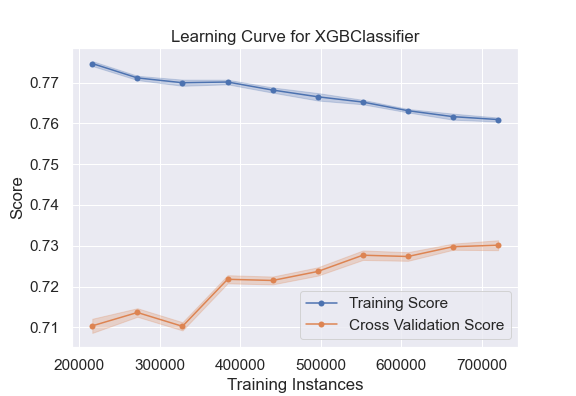 Learning Curve for XGBClassifier
Score
0.77
0.76
0.75
0.74
0.73
0.72
0.71
Training Score
Cross Validation Score
200000 300000 400000 500000 600000 700000
Training Instances